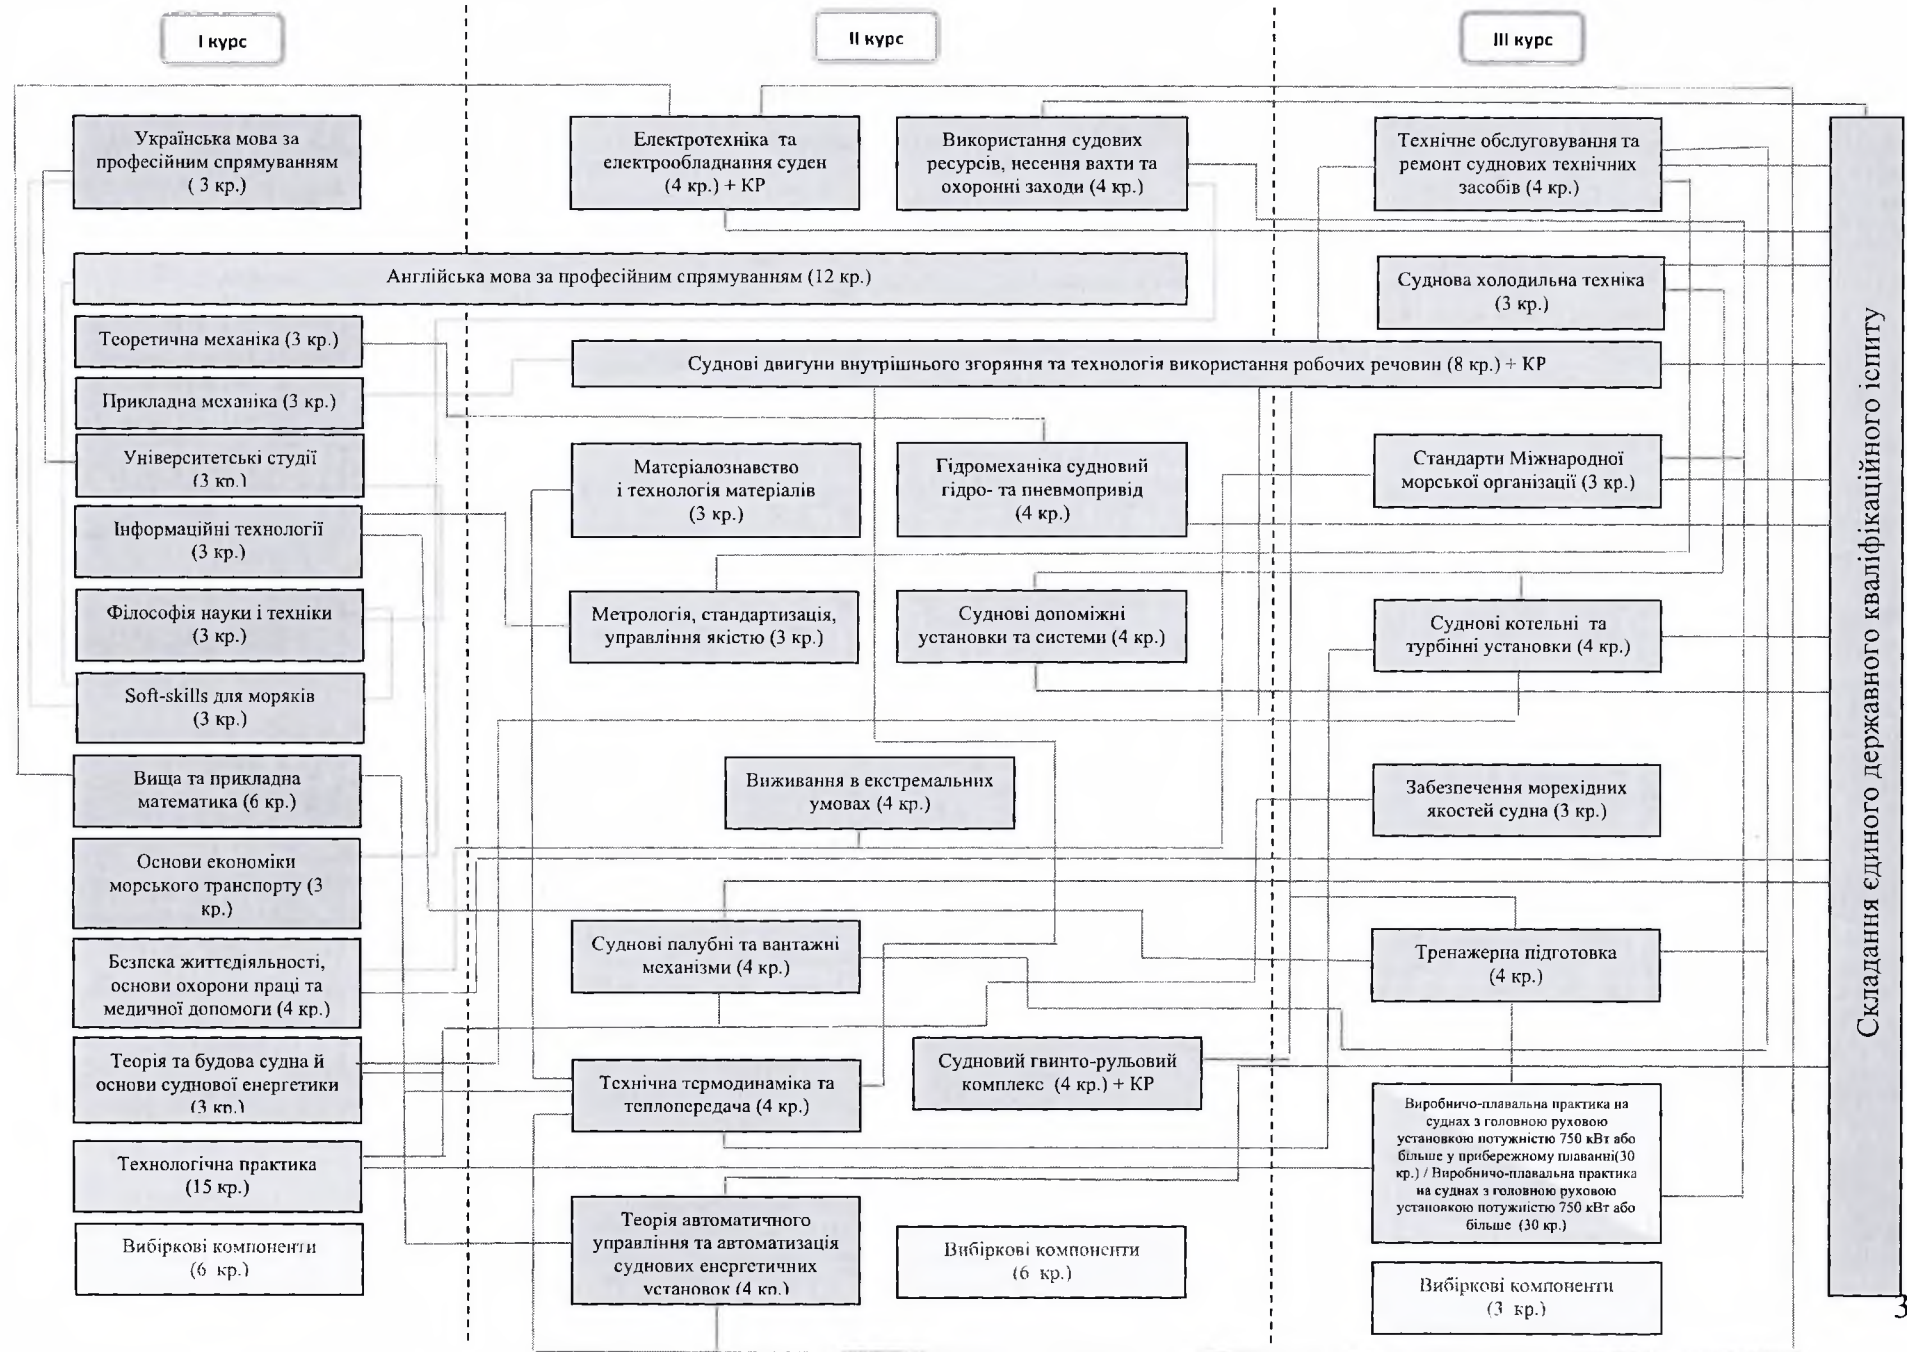 І курс
ІІ курс
ІІІ курс
Українська мова за
професійним спрямуванням
( 3 кр.)
Електротехніка та
електрообладнання суден
(4 кр.) + КР
Використання судових
ресурсів, несення вахти та
охоронні заходи (4 кр.)
Технічне обслуговування та
ремонт суднових технічних
засобів (4 кр.)
Англійська мова за професійним спрямуванням (12 кр.)
Суднова холодильна техніка
(3 кр.)
Теоретична механіка (3 кр.)
Суднові двигуни внутрішнього згоряння та технологія використання робочих речовин (8 кр.) + КР
Прикладна механіка (3 кр.)
Університетські студії
(3 кр.)
Матеріалознавство
і технологія матеріалів
(3 кр.)
Гідромеханіка судновий
гідро- та пневмопривід
(4 кр.)
Стандарти Міжнародної
морської організації (3 кр.)
Інформаційні технології
(3 кр.)
Філософія науки і техніки
(3 кр.)
Метрологія, стандартизація,
управління якістю (3 кр.)
Суднові допоміжні
установки та системи (4 кр.)
Суднові котельні та
турбінні установки (4 кр.)
Soft-skills для моряків
(3 кр.)
Вища та прикладна
математика (6 кр.)
Виживання в екстремальних
умовах (4 кр.)
Забезпечення морехідних
якостей судна (3 кр.)
Основи економіки
морського транспорту (3
кр.)
Суднові палубні та вантажні
механізми (4 кр.)
Тренажерна підготовка
(4 кр.)
Безпека життєдіяльності,
основи охорони праці та
медичної допомоги (4 кр.)
Теорія та будова судна й
основи суднової енергетики
(3 кр.)
Технічна термодинаміка та
теплопередача (4 кр.)
Судновий гвинто-рульовий
комплекс (4 кр.) + КР
Виробничо-плавальна практика на
суднах з головною руховою
установкою потужністю 750 кВт або
більше у прибережному плаванні(30
кр.) / Виробничо-плавальна практика
на суднах з головною руховою
установкою потужністю 750 кВт або
більше (30 кр.)
Технологічна практика
(15 кр.)
Теорія автоматичного
управління та автоматизація
суднових енергетичних
установок (4 кр.)
Вибіркові компоненти
(6 кр.)
Вибіркові компоненти
(6 кр.)
Вибіркові компоненти
(3 кр.)
Складання єдиного державного кваліфікаційного іспиту
3